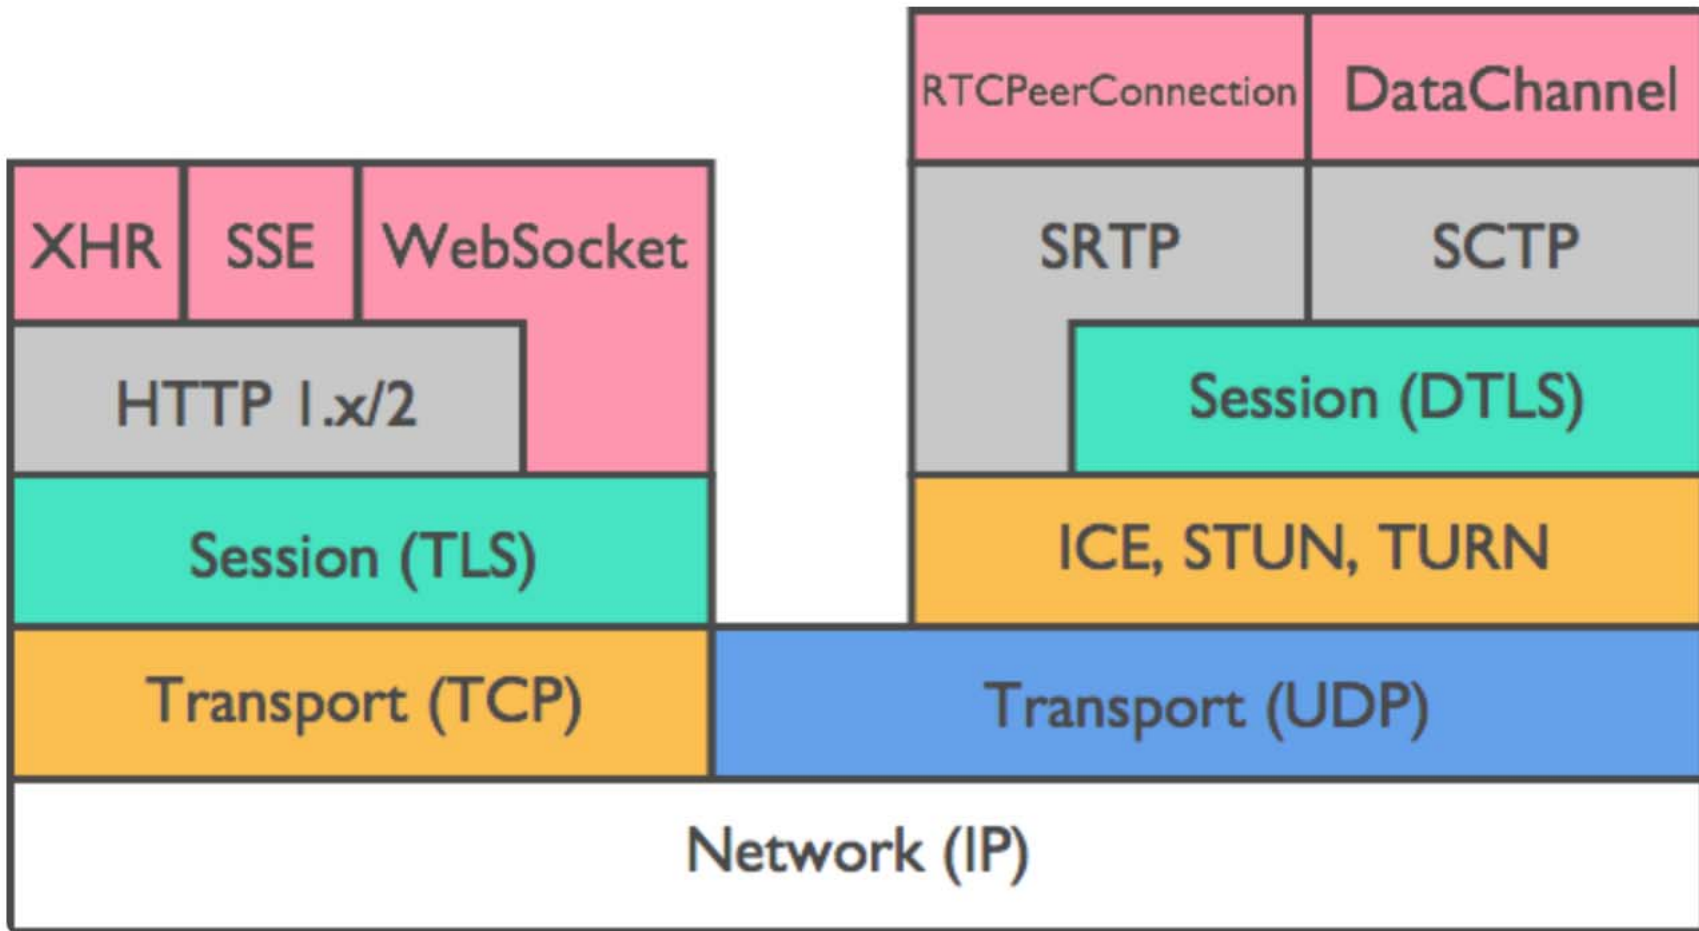 RTCPeerConnection
DataChannel
XHR
SSE
WebSocket
SRTP
SCTP
HTTP 1.x/2
Session (DTLS)
Session (TLS)
ICE, STUN, TURN
Transport (TCP)
Transport (UDP)
Network (IP)